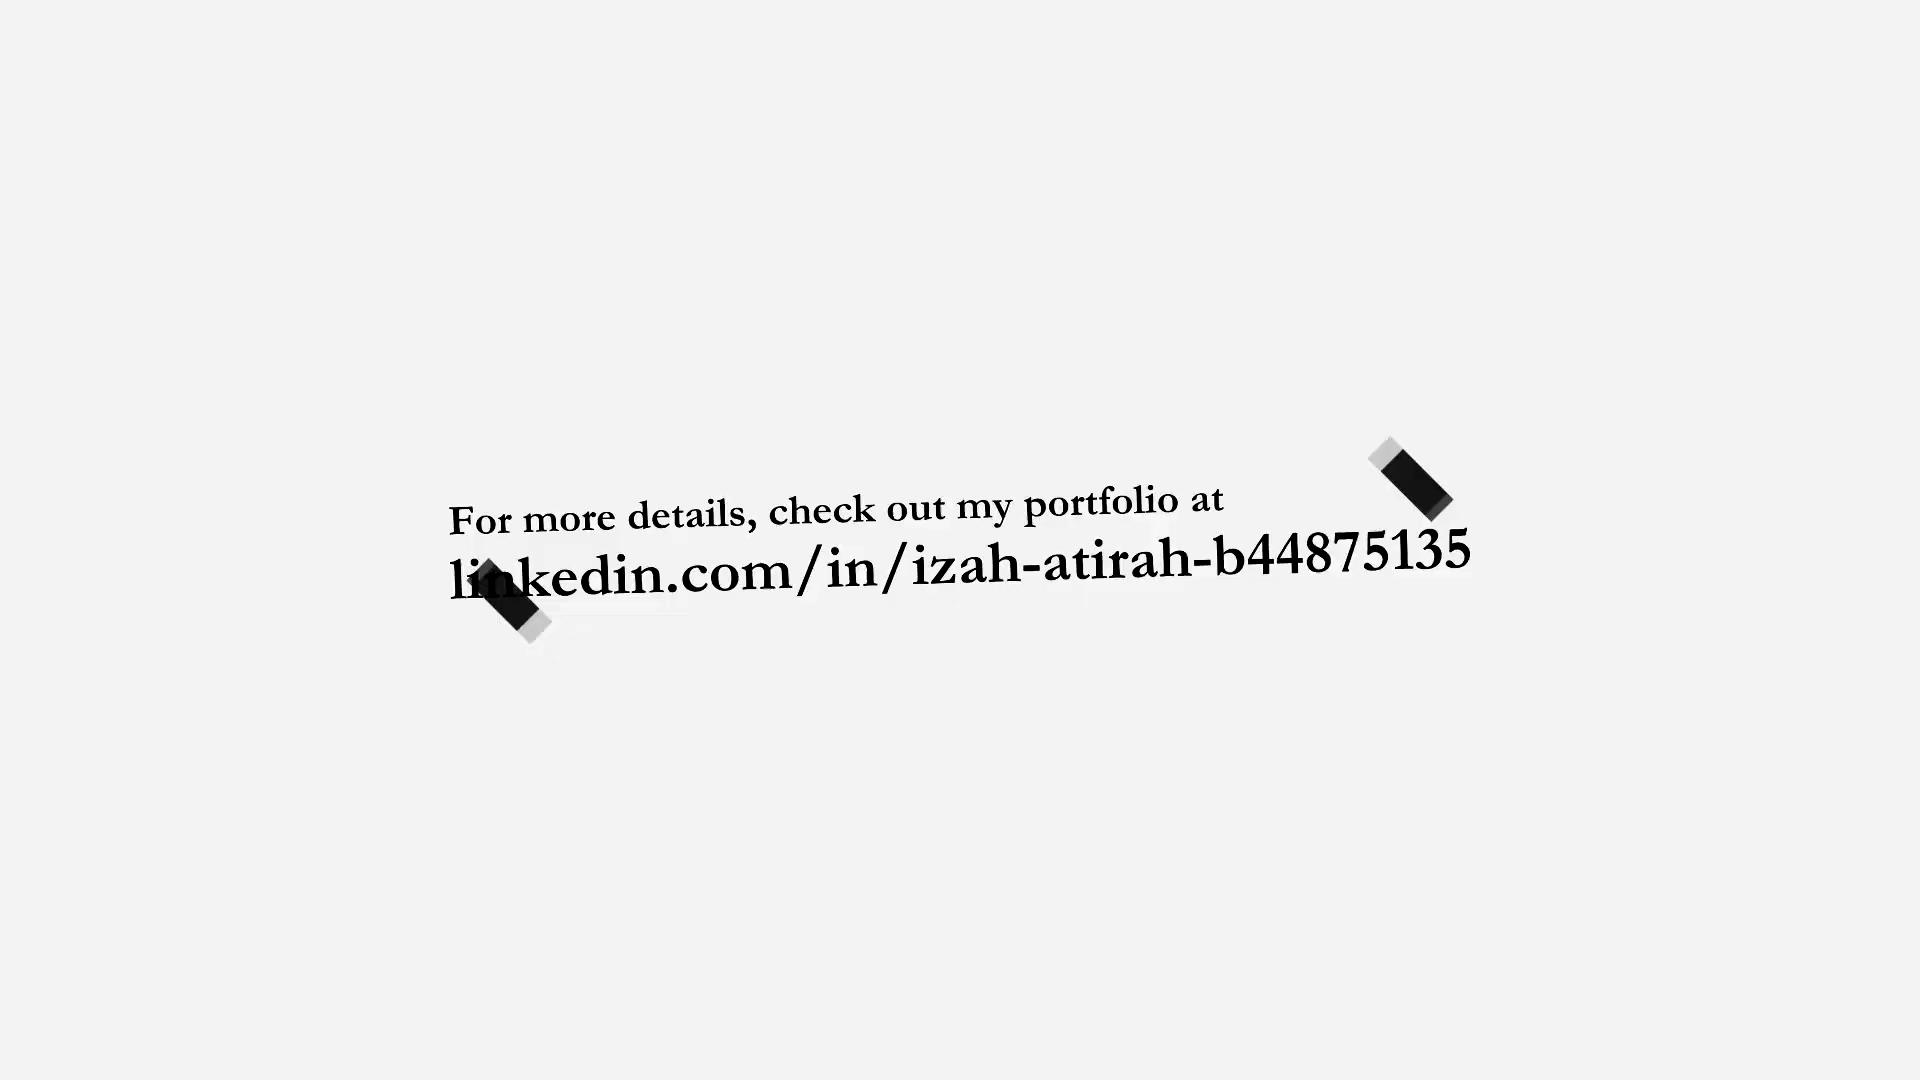 For more details, check out my portfolio at
linkedin.com/in/izah-atirah-b44875135